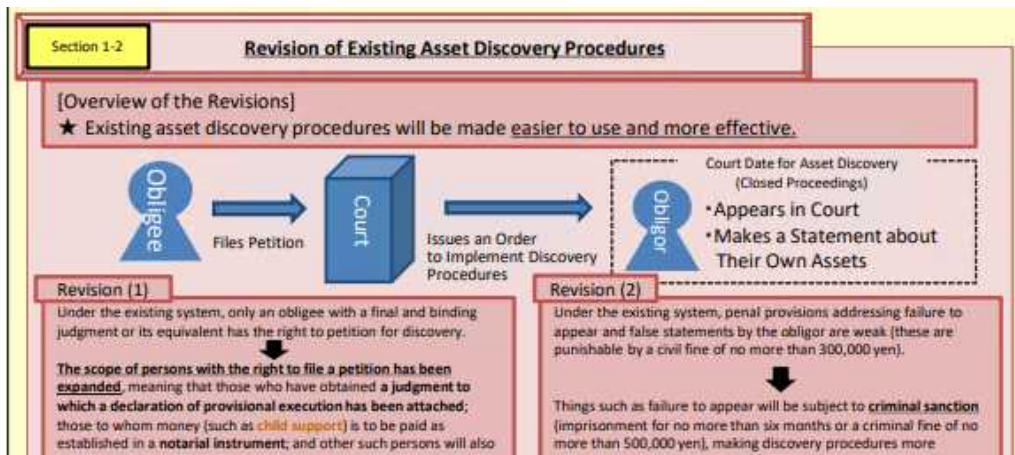 Section 1-2
Revision of Existing Asset Discovery Procedures
[Overview of the Revisions]
★ Existing asset discovery procedures will be made easier to use and more effective.
Obligee
Files Petition
Court
Issues an Order
to Implement Discovery
Procedures
Court Date for Asset Discovery
(Closed Proceedings)
Obligor
・Appears in Court
・Makes a Statement about
Their Own Assets
Revision (1)
Under the existing system, only an obligee with a final and binding
judgment or its equivalent has the right to petition for discovery.
The scope of persons with the right to file a petition has been
expanded, meaning that those who have obtained a judgment to
which a declaration of provisional execution has been attached;
those to whom money (such as child support) is to be paid as
established in a notarial instrument; and other such persons will also
Revision (2)
Under the existing system, penal provisions addressing failure to
appear and false statements by the obligor are weak (these are
punishable by a civil fine of no more than 300,000 yen).
Things such as failure to appear will be subject to criminal sanction
(imprisonment for no more than six months or a criminal fine of no
more than 500,000 yen), making discovery procedures more